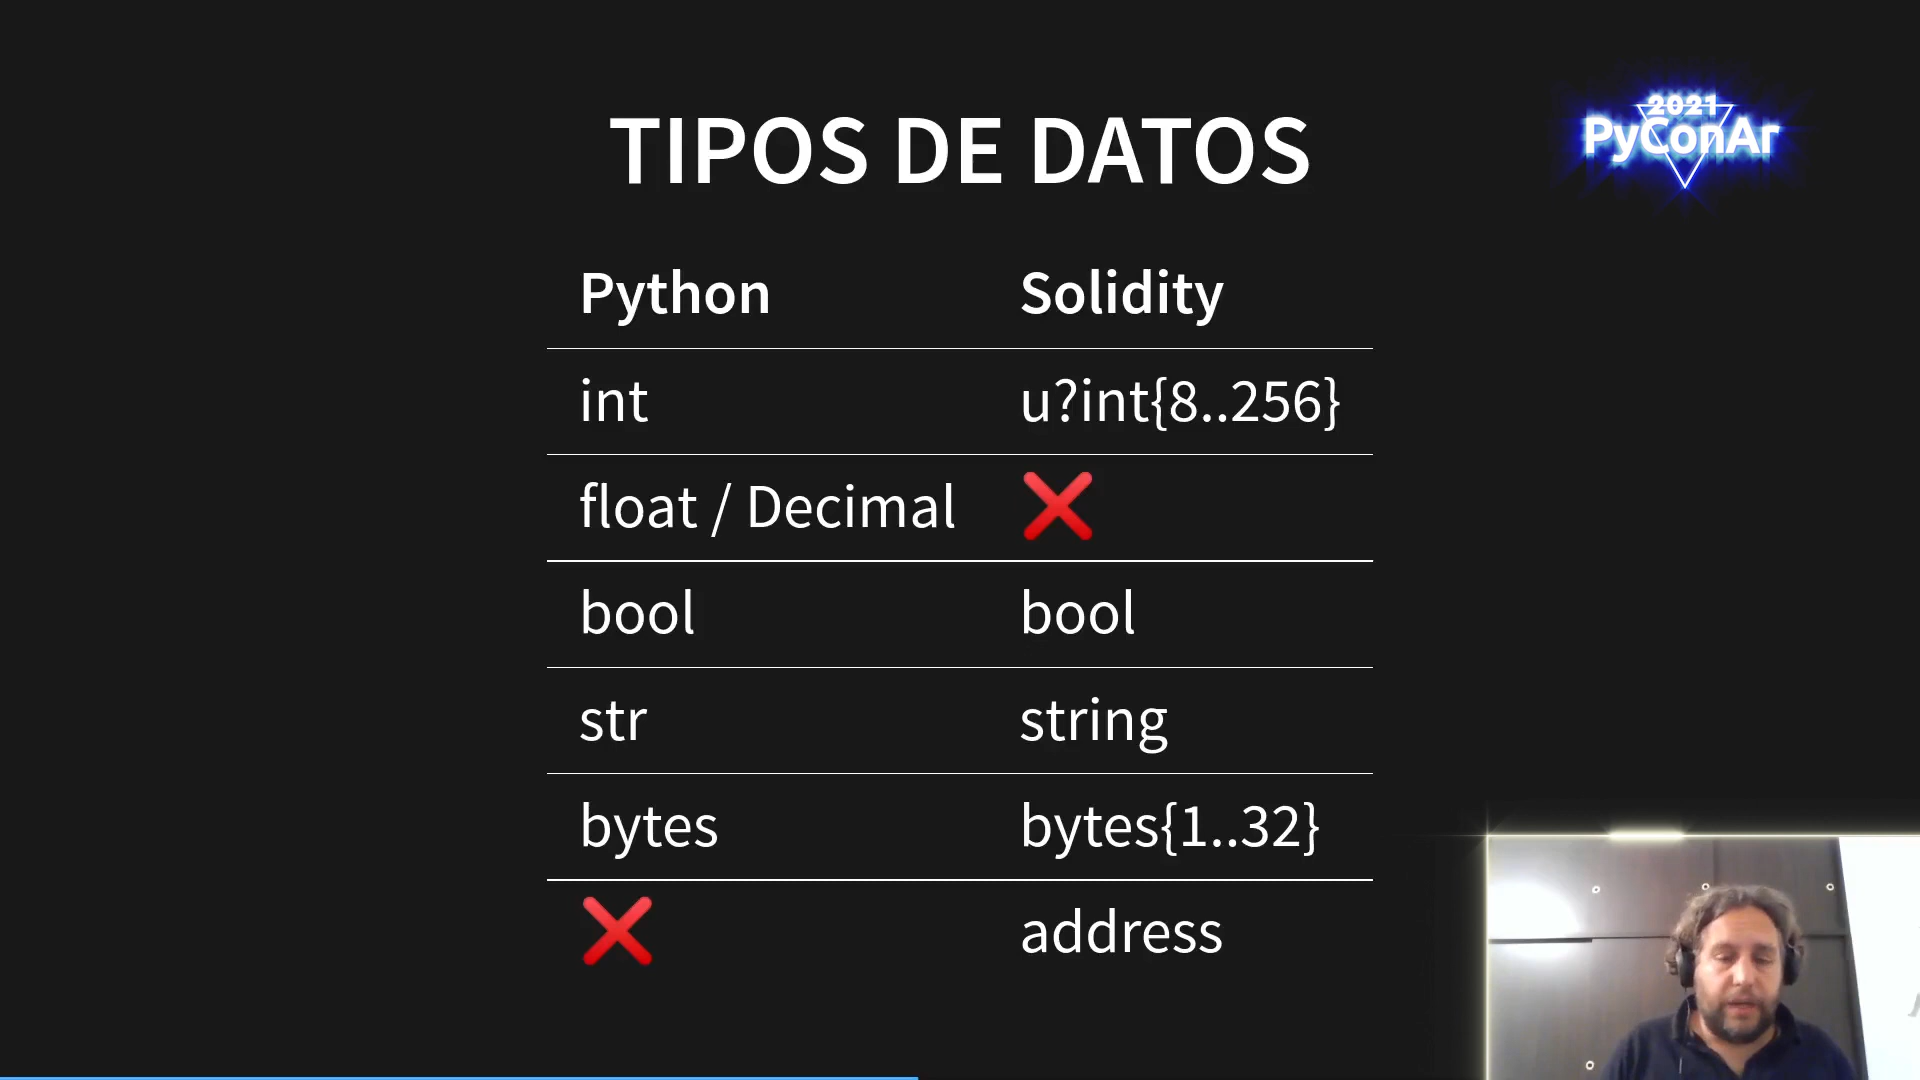 TIPOS DE DATOS
2021
PyConAr
Python Solidity
int u?int{8..256}
float / Decimal ❌
bool bool
str string
bytes bytes{1..32}
❌ address